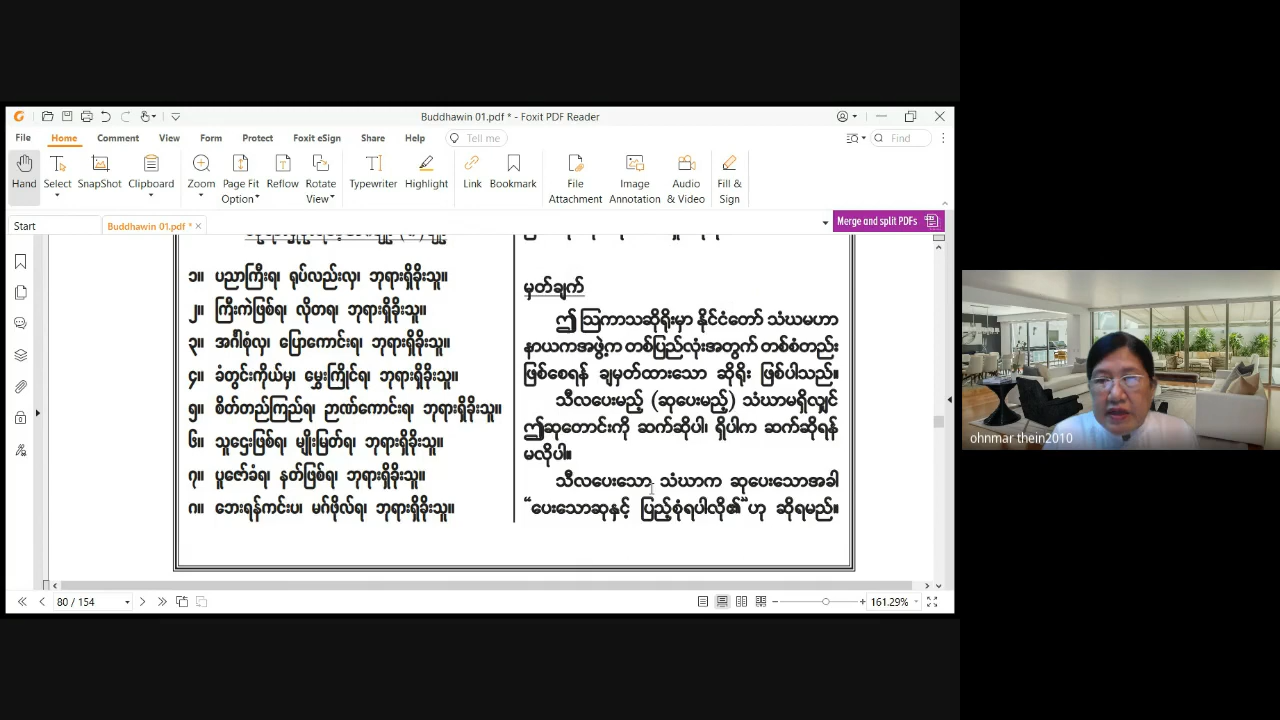 Buddhawin 01.pdf * - Foxit PDF Reader
File Home Comment View Form Protect Foxit eSign Share Help Tell me Find
Hand Select SnapShot Clipboard Zoom Page Fit Option Reflow Rotate View Typewriter Highlight Link Bookmark File Attachment Image Annotation Audio & Video Fill & Sign
Start Buddhawin 01.pdf * Merge and split PDFs
၁။ ပညာကြီးရ၊ ရုပ်လည်းလှ၊ ဘုရားရှိခိုးသူ။
၂။ ကြီးကဲဖြစ်ရ၊ လိုတရ၊ ဘုရားရှိခိုးသူ။
၃။ အင်္ဂါစုံလှ၊ ပြောကောင်းရ၊ ဘုရားရှိခိုးသူ။
၄။ ခံတွင်းကိုယ်မှ၊ မွှေးကြိုင်ရ၊ ဘုရားရှိခိုးသူ။
၅။ စိတ်တည်ကြည်ရ၊ ဉာဏ်ကောင်းရ၊ ဘုရားရှိခိုးသူ။
၆။ သူဌေးဖြစ်ရ၊ မျိုးမြတ်ရ၊ ဘုရားရှိခိုးသူ။
၇။ ပူဇော်ခံရ၊ နတ်ဖြစ်ရ၊ ဘုရားရှိခိုးသူ။
၈။ ဘေးရန်ကင်းပ၊ မဂ်ဖိုလ်ရ၊ ဘုရားရှိခိုးသူ။
မှတ်ချက်
ဤ သြကာသဆိုရိုးမှာ နိုင်ငံတော် သံဃမဟာ
နာယကအဖွဲ့က တစ်ပြည်လုံးအတွက် တစ်စံတည်း
ဖြစ်စေရန် ချမှတ်ထားသော ဆိုရိုး ဖြစ်ပါသည်။
သီလပေးမည့် (ဆုပေးမည့်) သံဃာမရှိလျှင်
ဤဆုတောင်းကို ဆက်ဆိုပါ၊ ရှိပါက ဆက်ဆိုရန်
မလိုပါ။
သီလပေးသော သံဃာက ဆုပေးသောအခါ
“ပေးသောဆုနှင့် ပြည့်စုံရပါလို၏”ဟု ဆိုရမည်။
80 / 154 161.29%
ohnmar thein2010